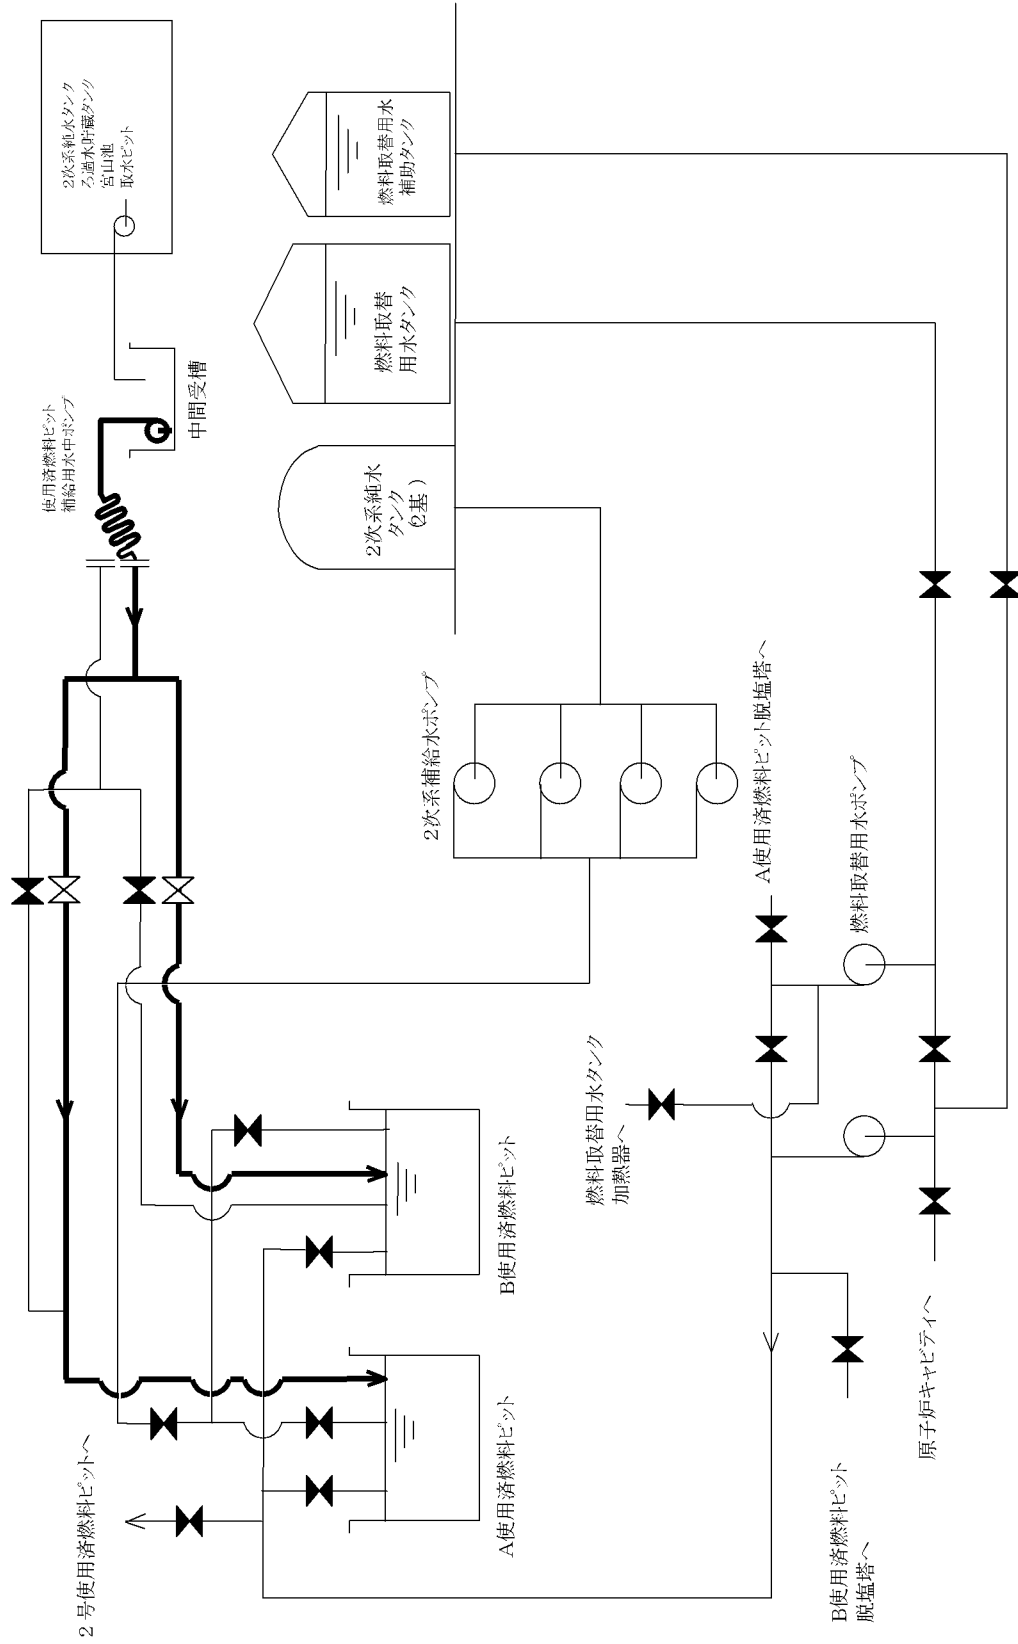 2次系純水タンク
ろ過水貯蔵タンク
宮山池
取水ピット
使用済燃料ピット
補給用水中ポンプ
中間受槽
燃料取替用水
補助タンク
燃料取替
用水タンク
2次系純水
タンク
(2基)
2次系補給水ポンプ
A使用済燃料ピット脱塩塔へ
燃料取替用水ポンプ
燃料取替用水タンク
加熱器へ
B使用済燃料ピット
A使用済燃料ピット
2号使用済燃料ピットへ
原子炉キャビティへ
B使用済燃料ピット
脱塩塔へ